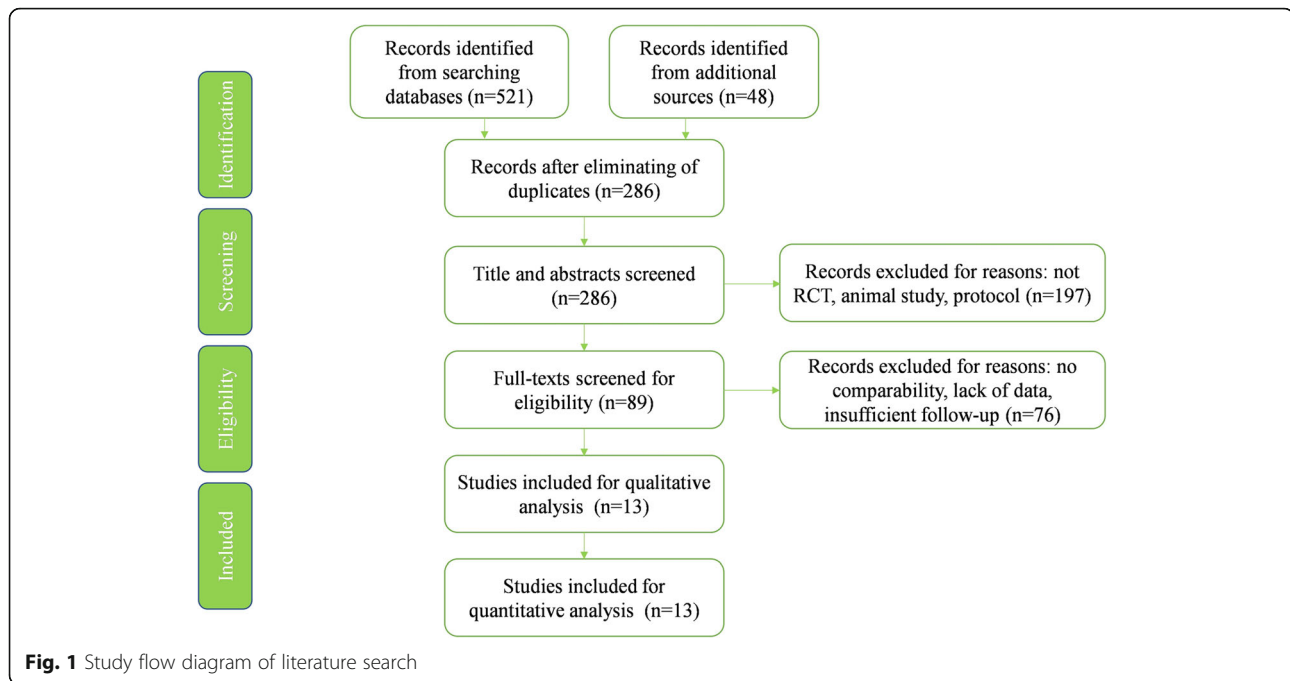 Identification
Screening
Eligibility
Included
Records identified
from searching
databases (n=521)
Records identified
from additional
sources (n=48)
Records after eliminating of
duplicates (n=286)
Title and abstracts screened
(n=286)
Records excluded for reasons: not
RCT, animal study, protocol (n=197)
Full-texts screened for
eligibility (n=89)
Records excluded for reasons: no
comparability, lack of data,
insufficient follow-up (n=76)
Studies included for qualitative
analysis (n=13)
Studies included for
quantitative analysis (n=13)
Fig. 1 Study flow diagram of literature search